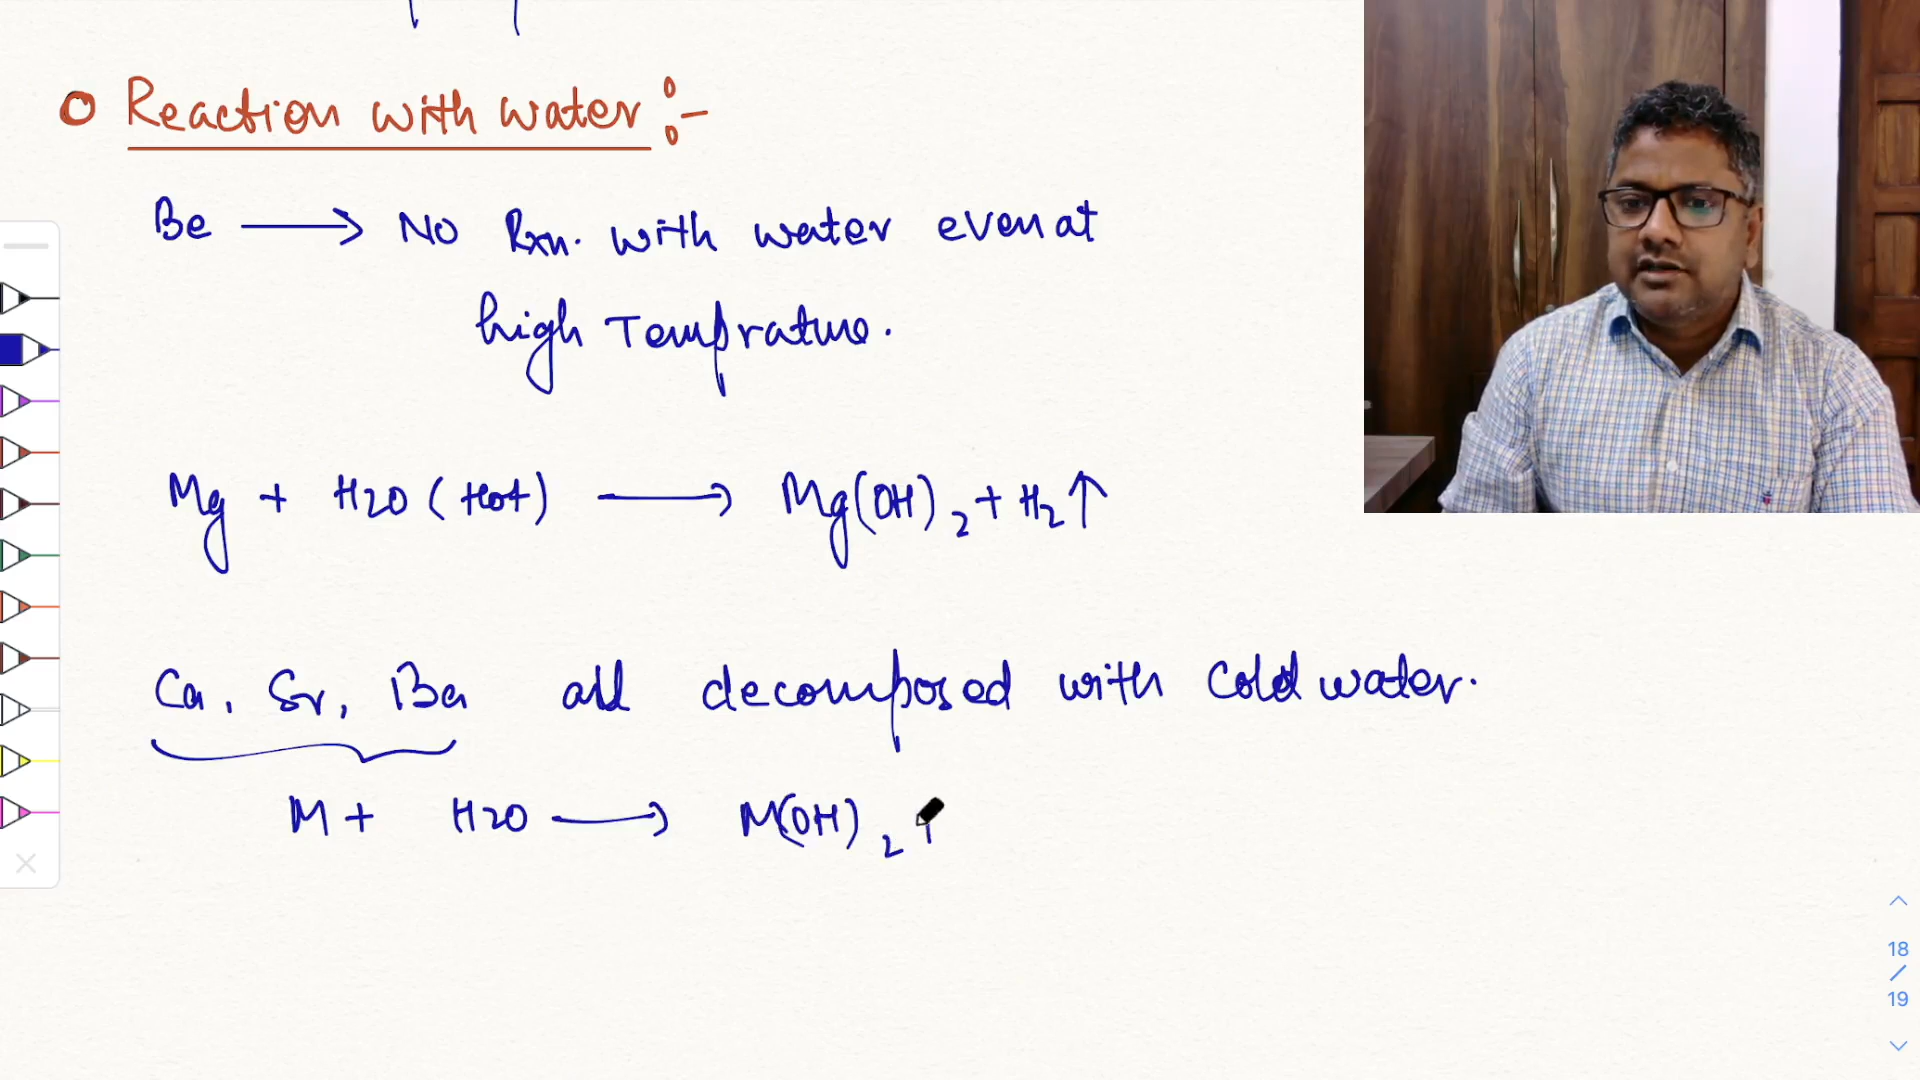 Reaction with water :-
Be ⟶ NO Rxn. with water even at
high Temprature.
Mg + H2O (Hot) ⟶ Mg(OH)2 + H2↑
Ca, Sr, Ba all decomposed with cold water.
M + H2O ⟶ M(OH)2
18
/
19